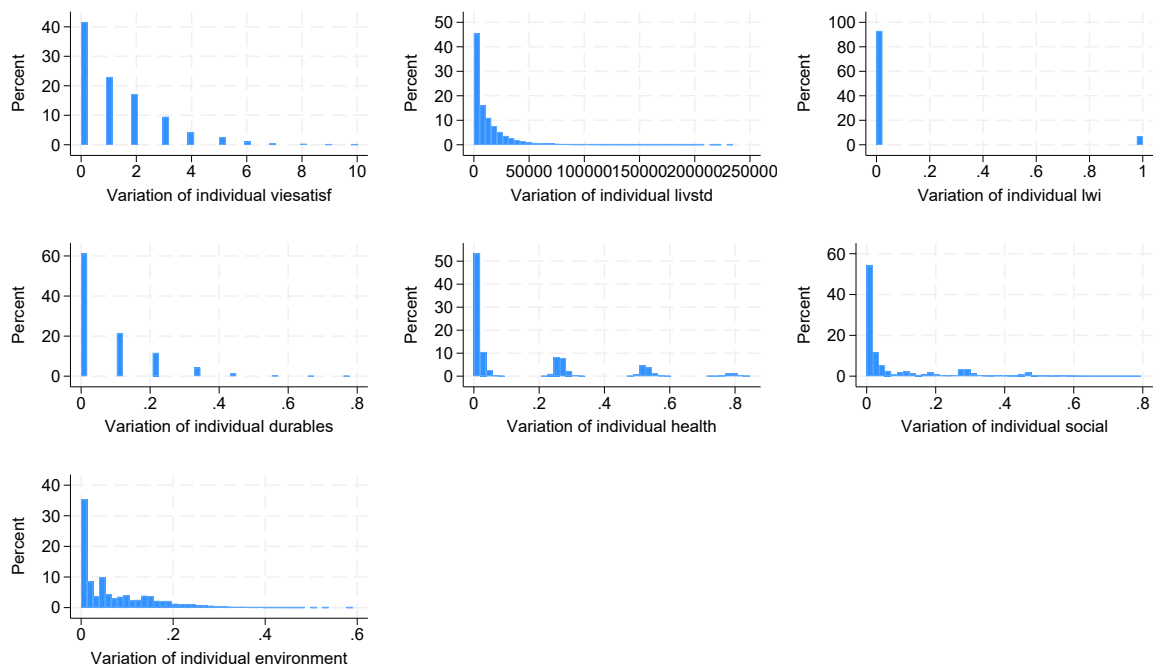 40
30
20
10
0
Percent
0 2 4 6 8 10
Variation of individual viesatisf
50
40
30
20
10
0
Percent
0 50000 100000 150000 200000 250000
Variation of individual livstd
100
80
60
40
20
0
Percent
0 .2 .4 .6 .8 1
Variation of individual lwi
60
40
20
0
Percent
0 .2 .4 .6 .8
Variation of individual durables
50
40
30
20
10
0
Percent
0 .2 .4 .6 .8
Variation of individual health
60
40
20
0
Percent
0 .2 .4 .6 .8
Variation of individual social
40
30
20
10
0
Percent
0 .2 .4 .6
Variation of individual environment